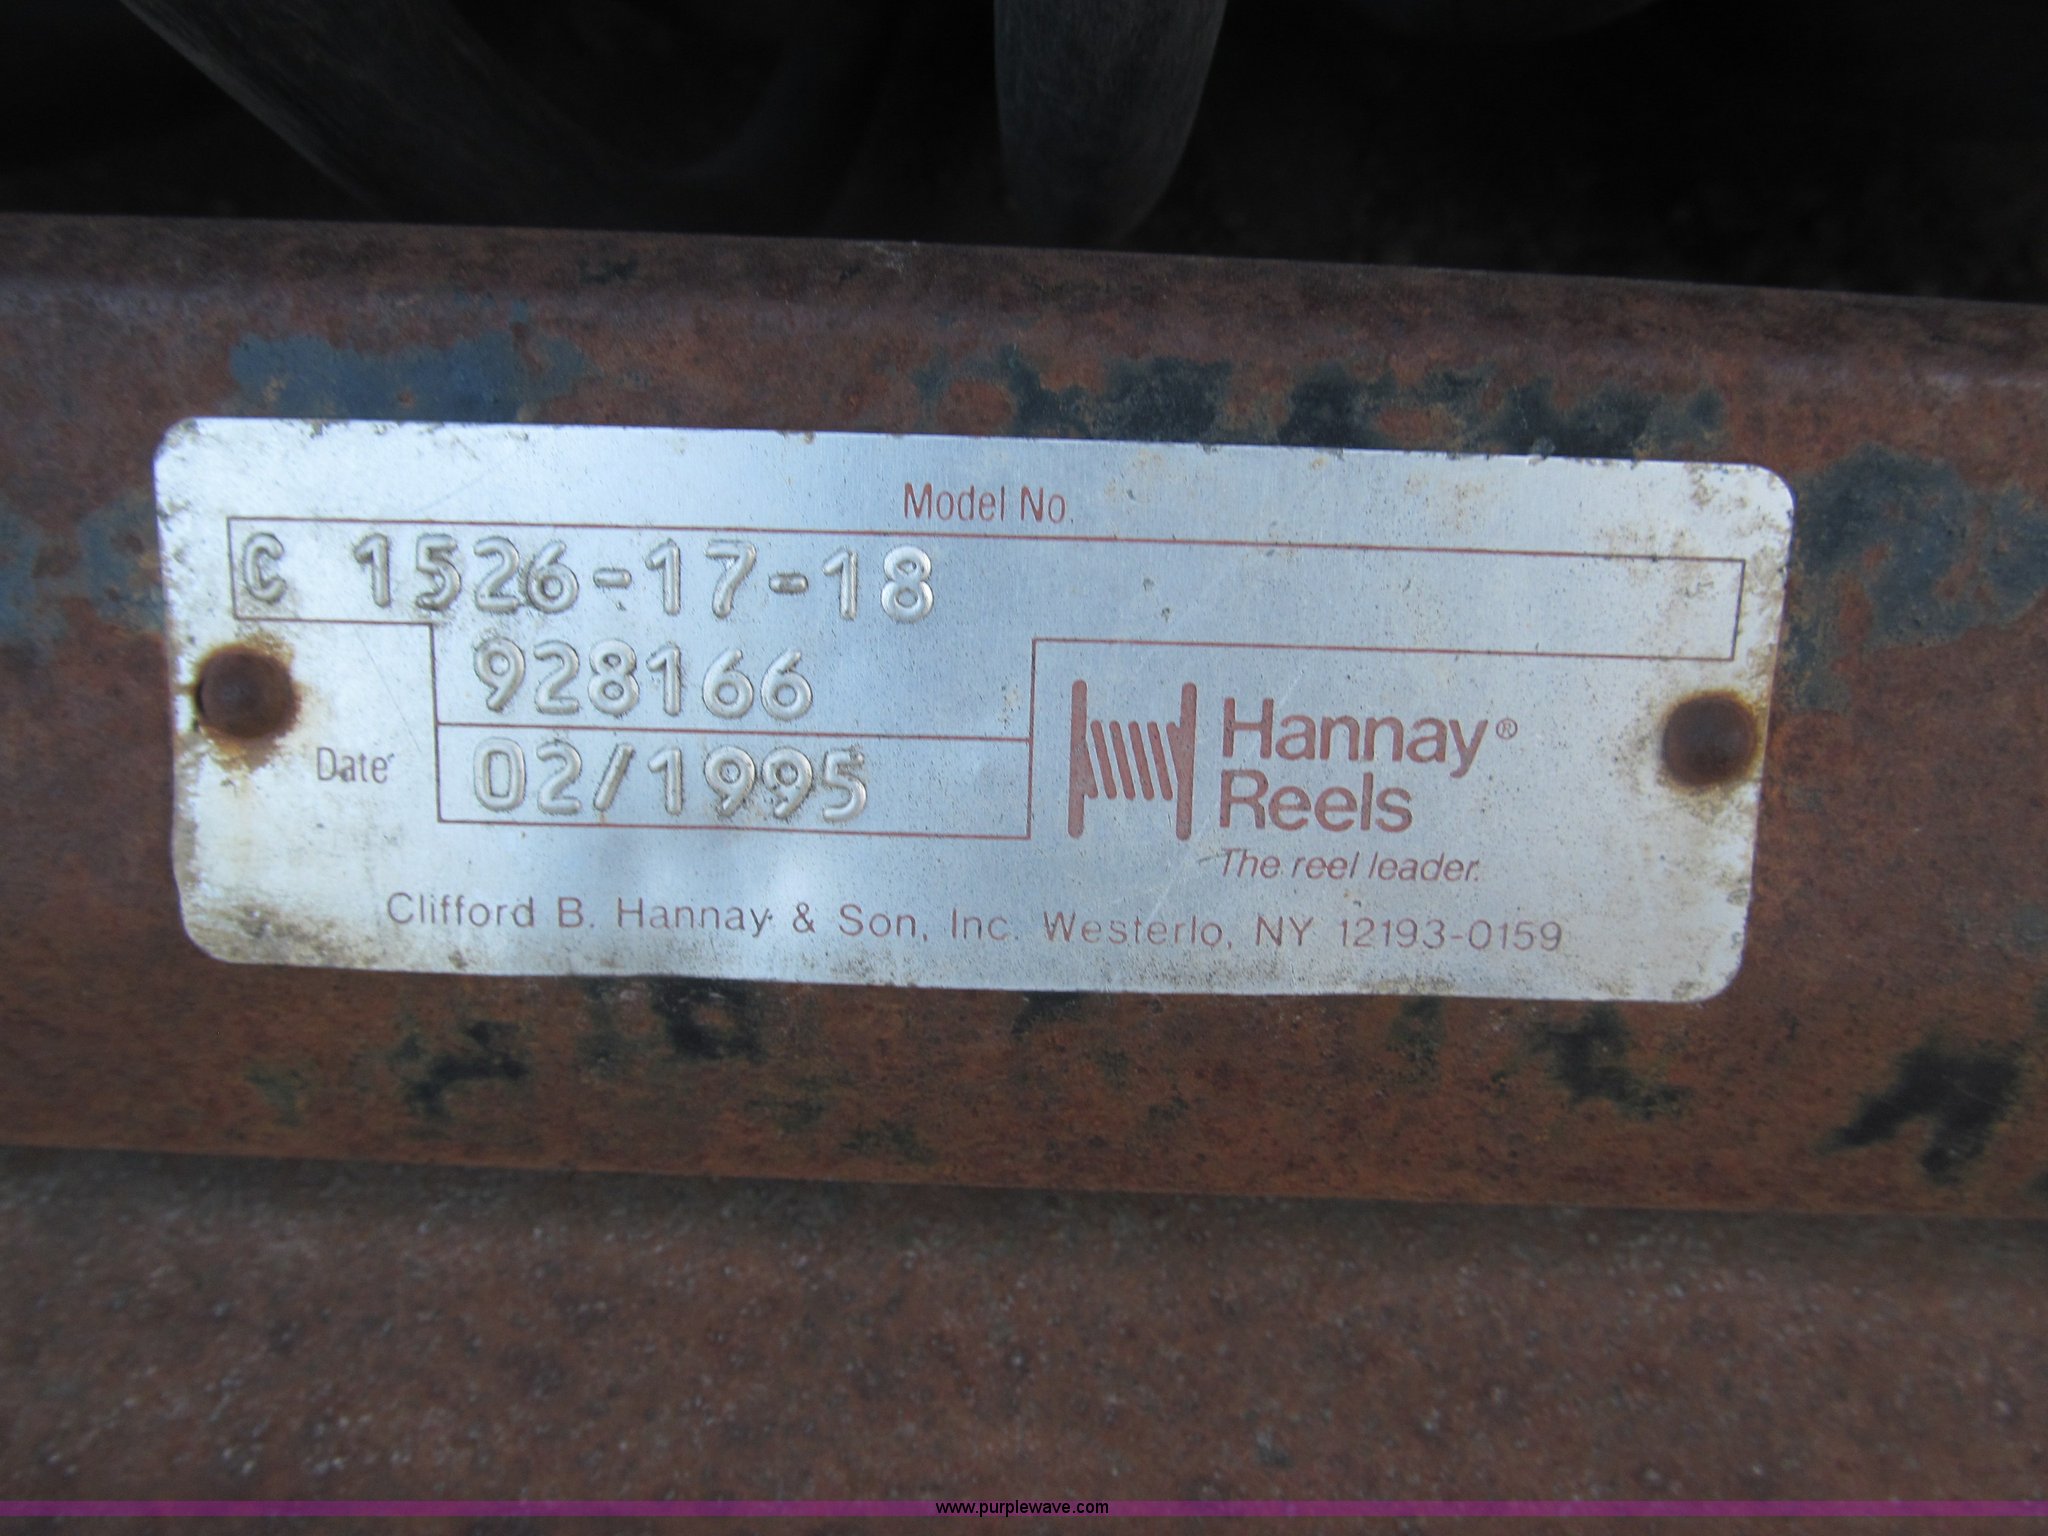 Model No.
C 1526-17-18
928166
Date 02/1995
Hannay®
Reels
The reel leader.
Clifford B. Hannay & Son, Inc. Westerlo, NY 12193-0159
www.purplewave.com